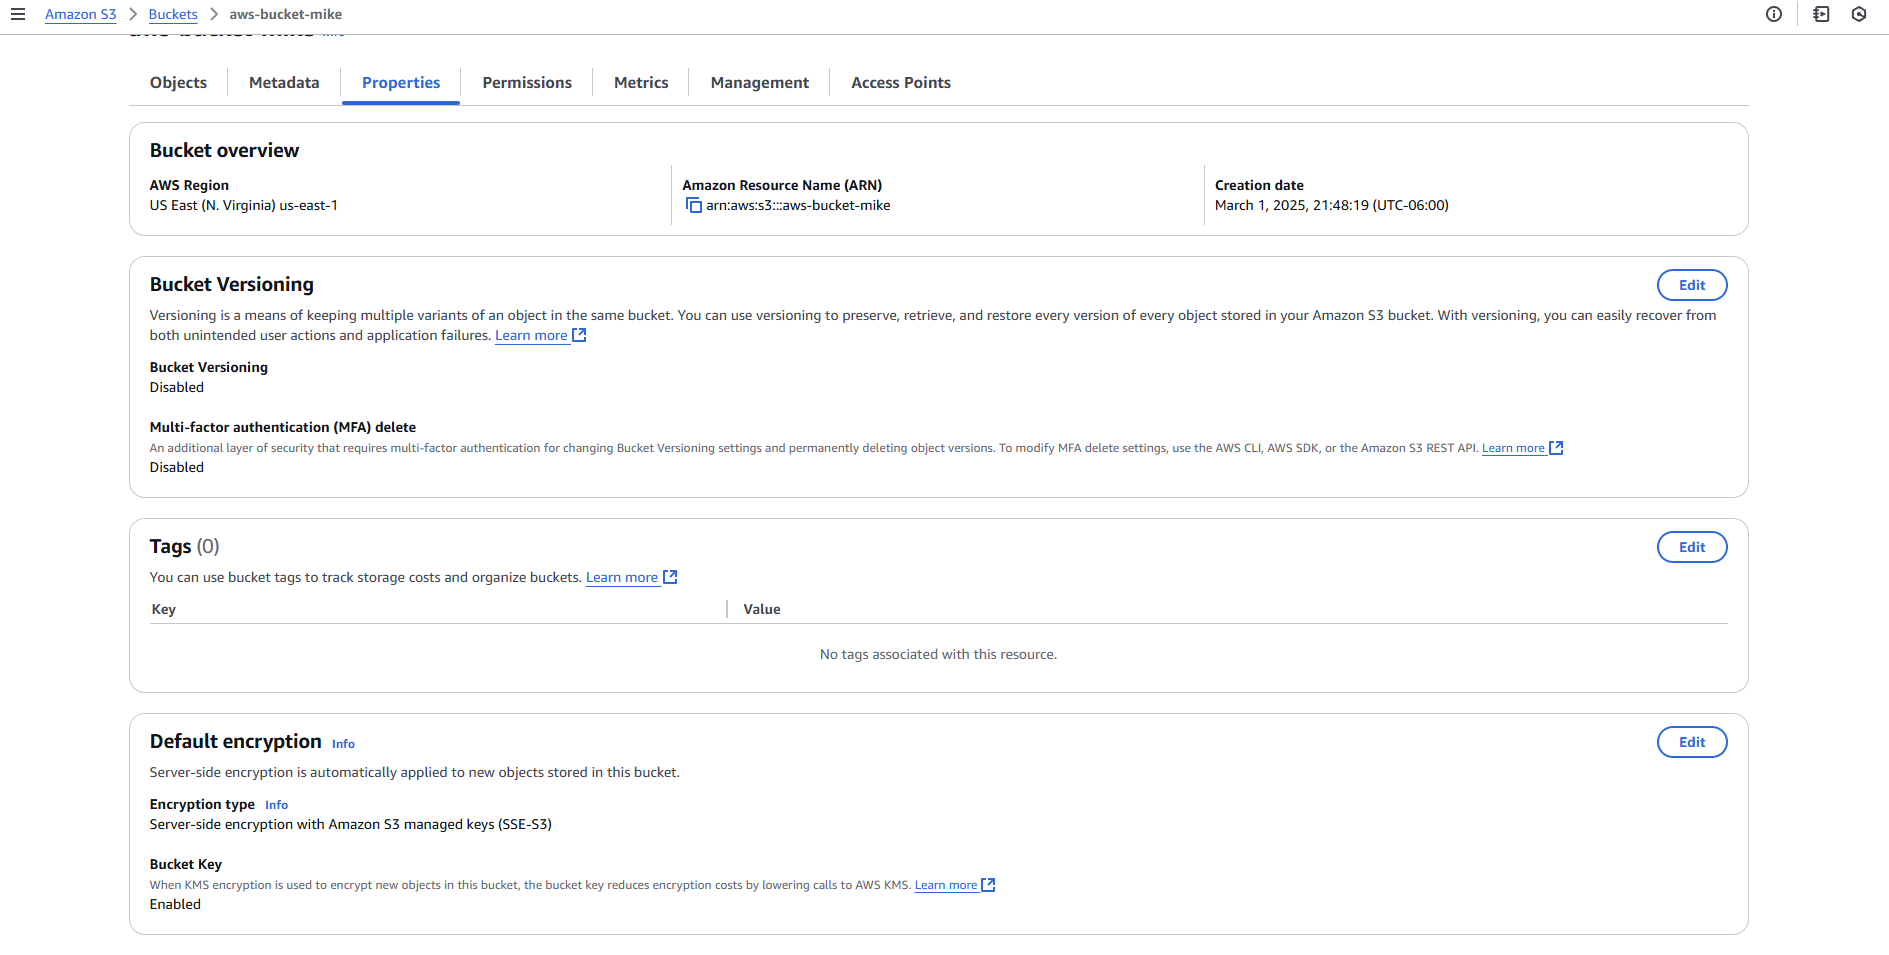 Amazon S3 > Buckets > aws-bucket-mike
Objects
Metadata
Properties
Permissions
Metrics
Management
Access Points
Bucket overview
AWS Region
US East (N. Virginia) us-east-1
Amazon Resource Name (ARN)
arn:aws:s3:::aws-bucket-mike
Creation date
March 1, 2025, 21:48:19 (UTC-06:00)
Bucket Versioning
Edit
Versioning is a means of keeping multiple variants of an object in the same bucket. You can use versioning to preserve, retrieve, and restore every version of every object stored in your Amazon S3 bucket. With versioning, you can easily recover from
both unintended user actions and application failures. Learn more
Bucket Versioning
Disabled
Multi-factor authentication (MFA) delete
An additional layer of security that requires multi-factor authentication for changing Bucket Versioning settings and permanently deleting object versions. To modify MFA delete settings, use the AWS CLI, AWS SDK, or the Amazon S3 REST API. Learn more
Disabled
Tags (0)
Edit
You can use bucket tags to track storage costs and organize buckets. Learn more
Key
Value
No tags associated with this resource.
Default encryption Info
Edit
Server-side encryption is automatically applied to new objects stored in this bucket.
Encryption type Info
Server-side encryption with Amazon S3 managed keys (SSE-S3)
Bucket Key
When KMS encryption is used to encrypt new objects in this bucket, the bucket key reduces encryption costs by lowering calls to AWS KMS. Learn more
Enabled